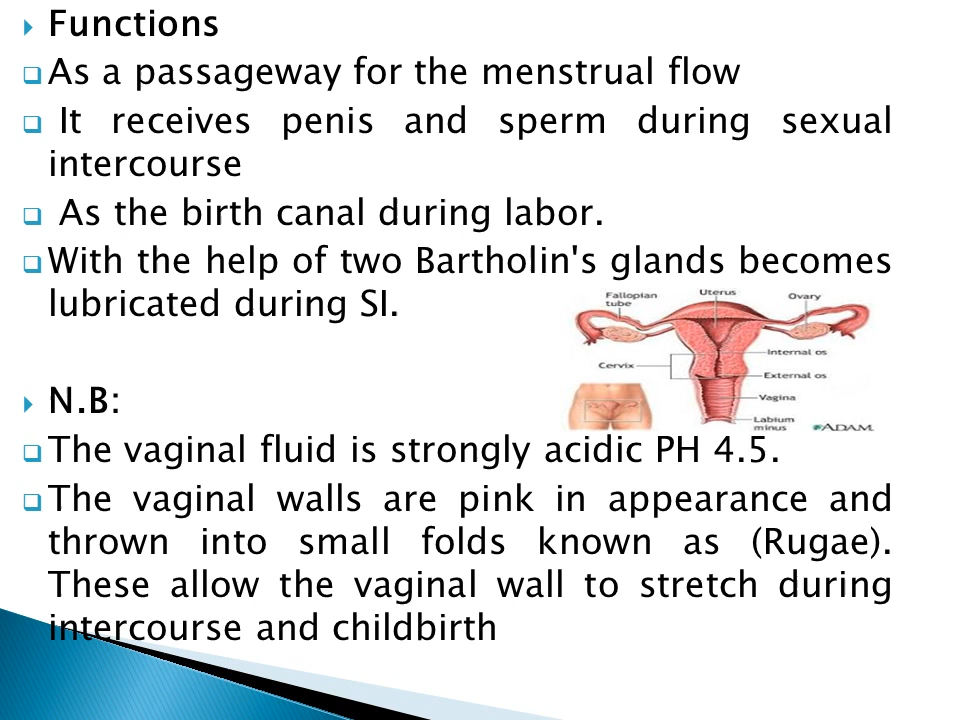 Functions
As a passageway for the menstrual flow
It receives penis and sperm during sexual
intercourse
As the birth canal during labor.
With the help of two Bartholin's glands becomes
lubricated during SI.
Fallopian
tube
Uterus
Ovary
Internal os
Cervix
External os
Vagina
Labium
minus
ADAM.
N.B:
The vaginal fluid is strongly acidic PH 4.5.
The vaginal walls are pink in appearance and
thrown into small folds known as (Rugae).
These allow the vaginal wall to stretch during
intercourse and childbirth